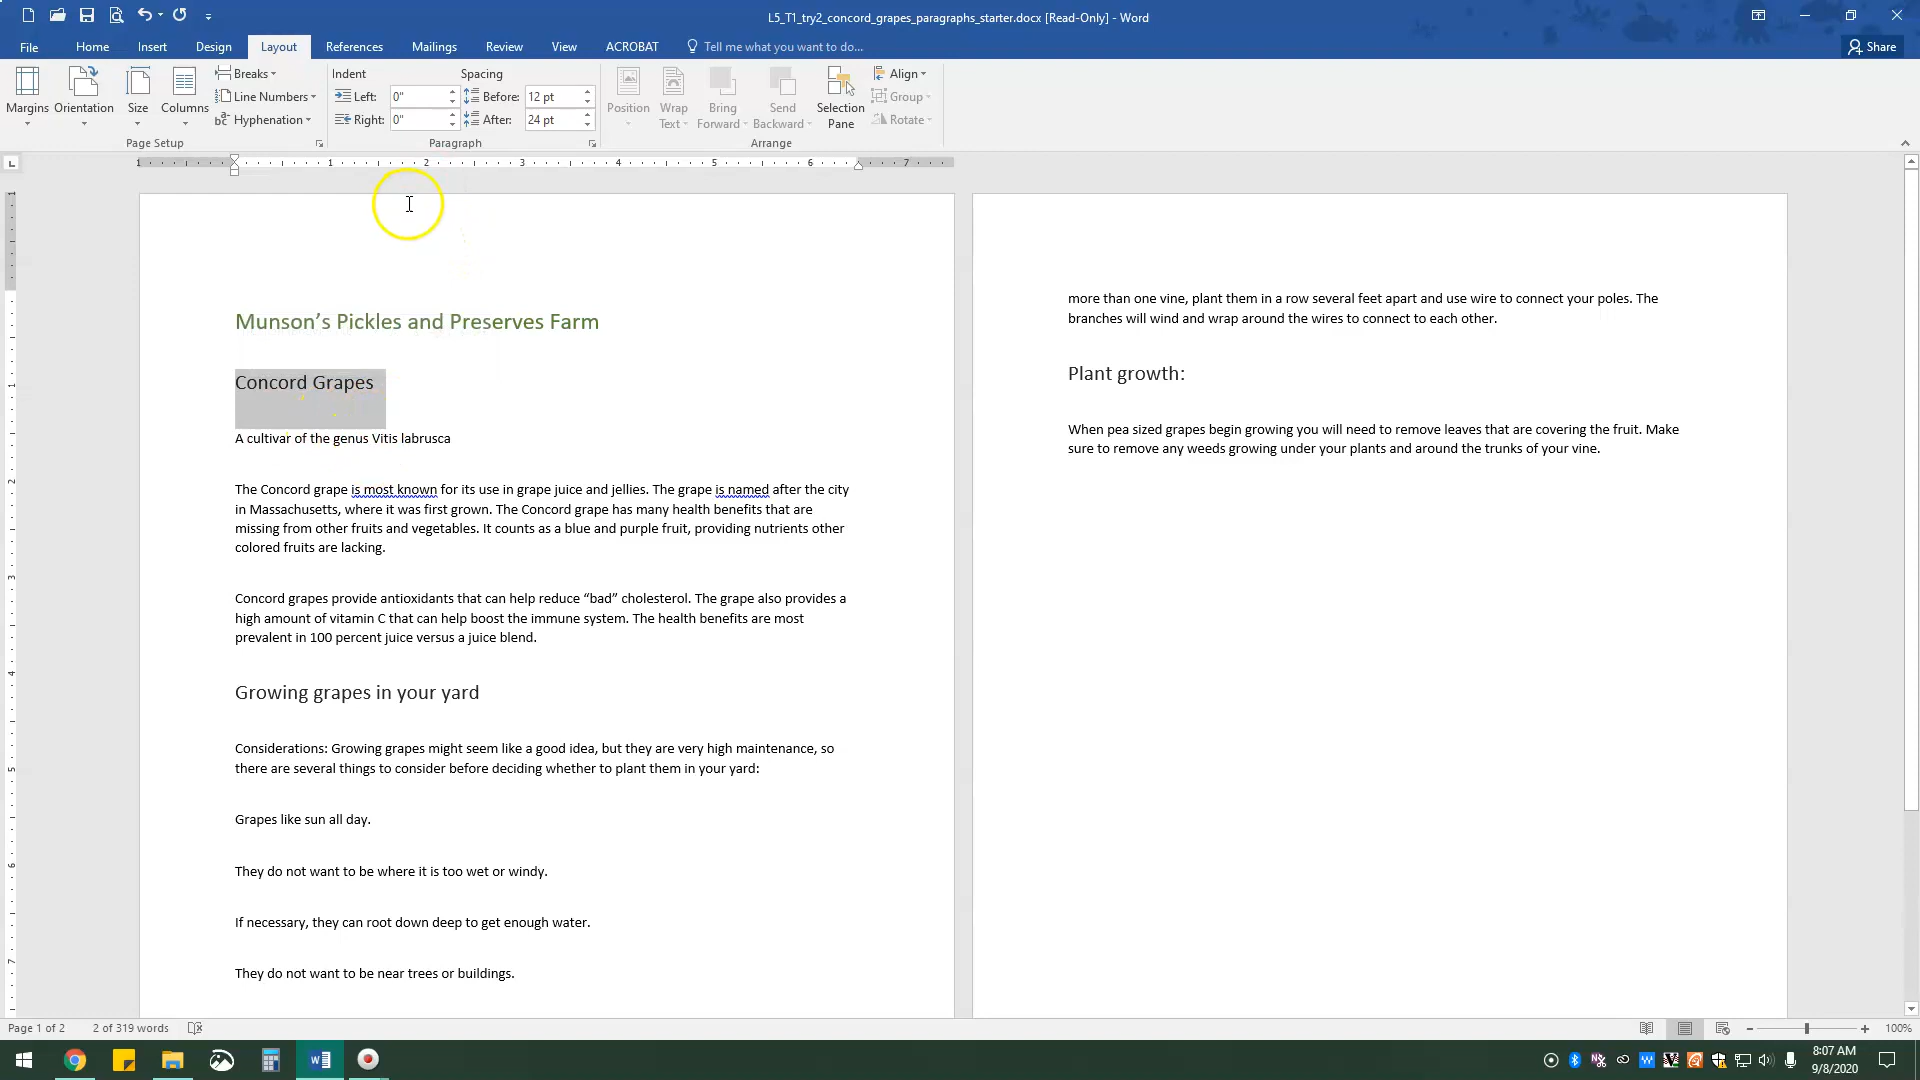 L5_T1_try2_concord_grapes_paragraphs_starter.docx [Read-Only] - Word
File Home Insert Design Layout References Mailings Review View ACROBAT Tell me what you want to do... Share
Margins Orientation Size Columns
Breaks
Line Numbers
Hyphenation
Page Setup
Indent
Left: 0"
Right: 0"
Spacing
Before: 12 pt
After: 24 pt
Paragraph
Position
Wrap
Text
Bring
Forward
Send
Backward
Selection
Pane
Align
Group
Rotate
Arrange
1 1 2 3 4 5 6 7
1
1
2
3
4
5
6
7
Munson’s Pickles and Preserves Farm
Concord Grapes
A cultivar of the genus Vitis labrusca
The Concord grape is most known for its use in grape juice and jellies. The grape is named after the city
in Massachusetts, where it was first grown. The Concord grape has many health benefits that are
missing from other fruits and vegetables. It counts as a blue and purple fruit, providing nutrients other
colored fruits are lacking.
Concord grapes provide antioxidants that can help reduce “bad” cholesterol. The grape also provides a
high amount of vitamin C that can help boost the immune system. The health benefits are most
prevalent in 100 percent juice versus a juice blend.
Growing grapes in your yard
Considerations: Growing grapes might seem like a good idea, but they are very high maintenance, so
there are several things to consider before deciding whether to plant them in your yard:
Grapes like sun all day.
They do not want to be where it is too wet or windy.
If necessary, they can root down deep to get enough water.
They do not want to be near trees or buildings.
more than one vine, plant them in a row several feet apart and use wire to connect your poles. The
branches will wind and wrap around the wires to connect to each other.
Plant growth:
When pea sized grapes begin growing you will need to remove leaves that are covering the fruit. Make
sure to remove any weeds growing under your plants and around the trunks of your vine.
Page 1 of 2 2 of 319 words 100%
8:07 AM
9/8/2020